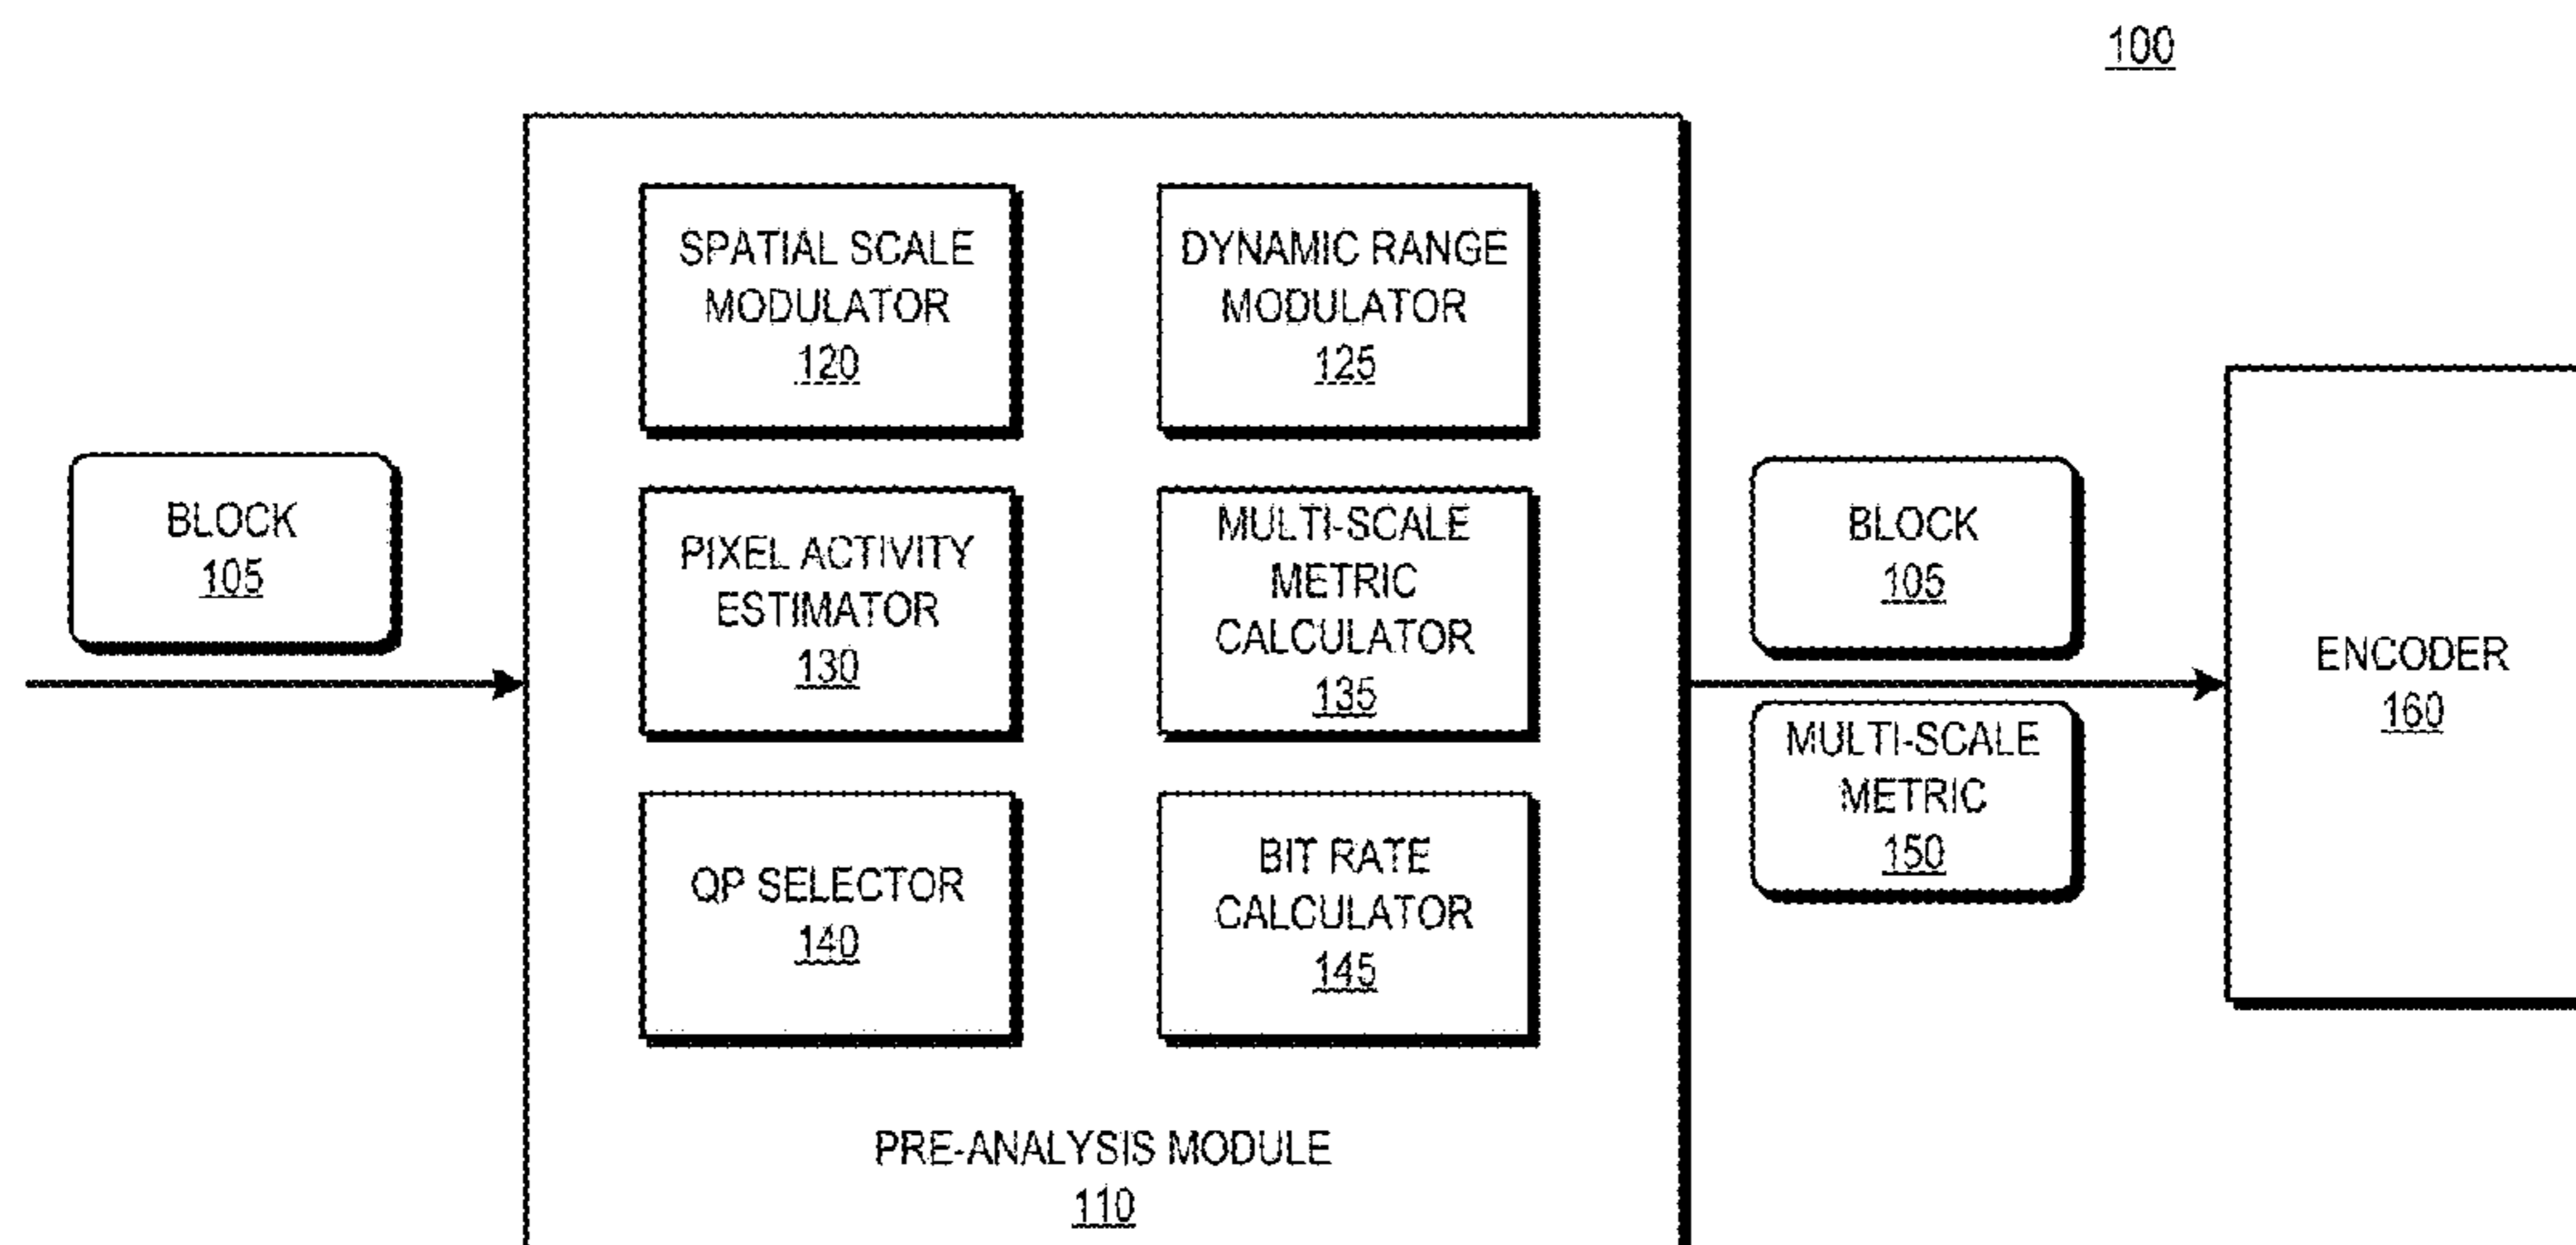 100
SPATIAL SCALE
MODULATOR
120
DYNAMIC RANGE
MODULATOR
125
BLOCK
105
PIXEL ACTIVITY
ESTIMATOR
130
MULTI-SCALE
METRIC
CALCULATOR
135
BLOCK
105
MULTI-SCALE
METRIC
150
ENCODER
160
QP SELECTOR
140
BIT RATE
CALCULATOR
145
PRE-ANALYSIS MODULE
110